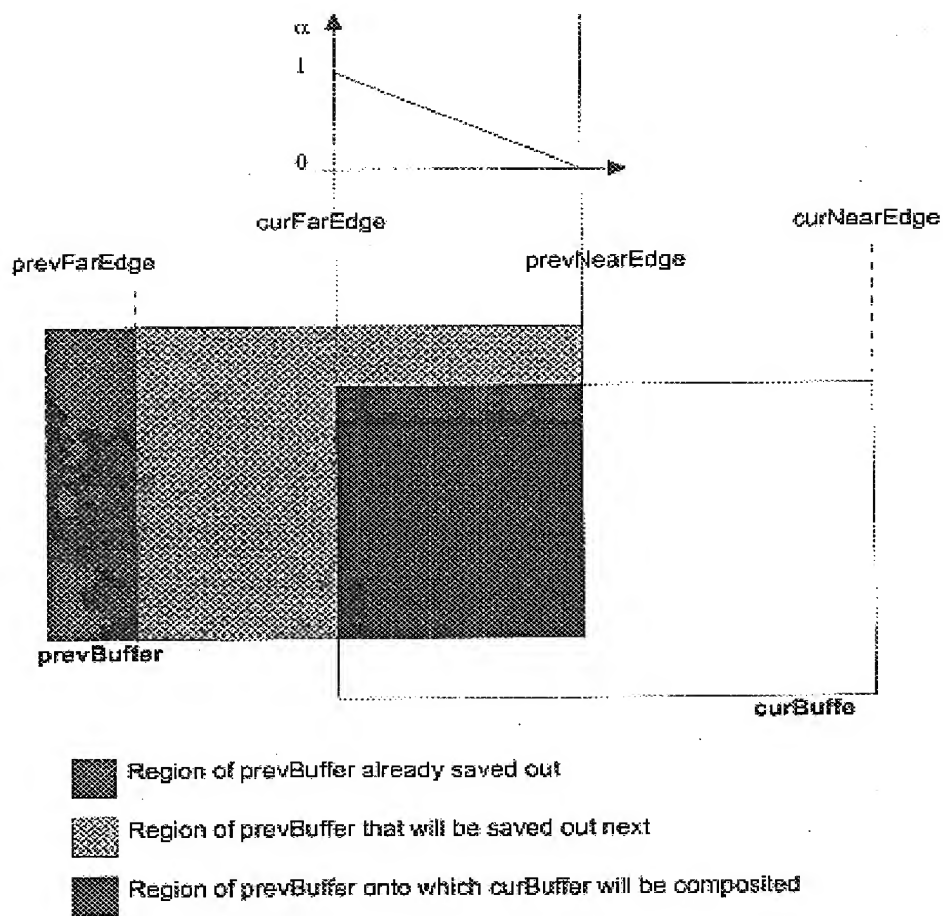 α
1
0
curFarEdge
curNearEdge
prevFarEdge
prevNearEdge
prevBuffer
curBuffe
Region of prevBuffer already saved out
Region of prevBuffer that will be saved out next
Region of prevBuffer onto which curBuffer will be composited